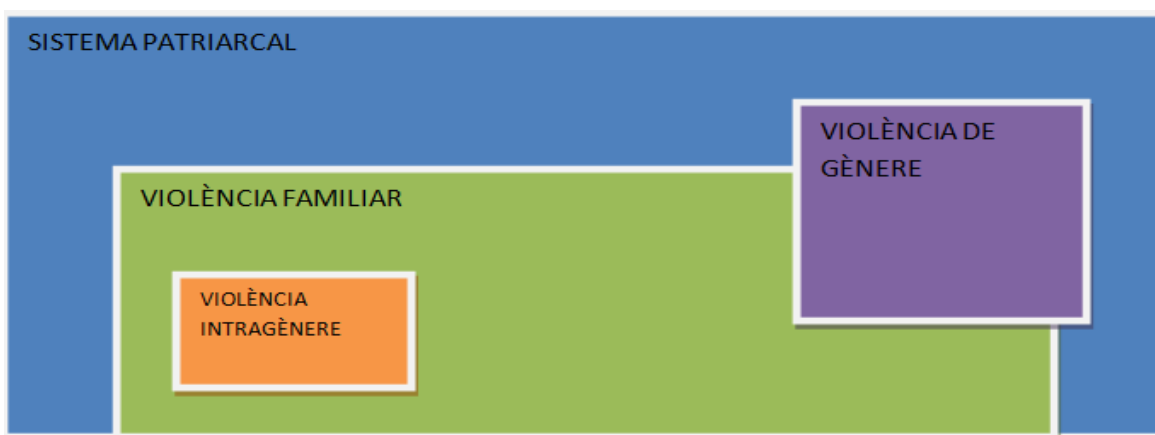 SISTEMA PATRIARCAL
VIOLÈNCIA DE
GÈNERE
VIOLÈNCIA FAMILIAR
VIOLÈNCIA
INTRAGÈNERE